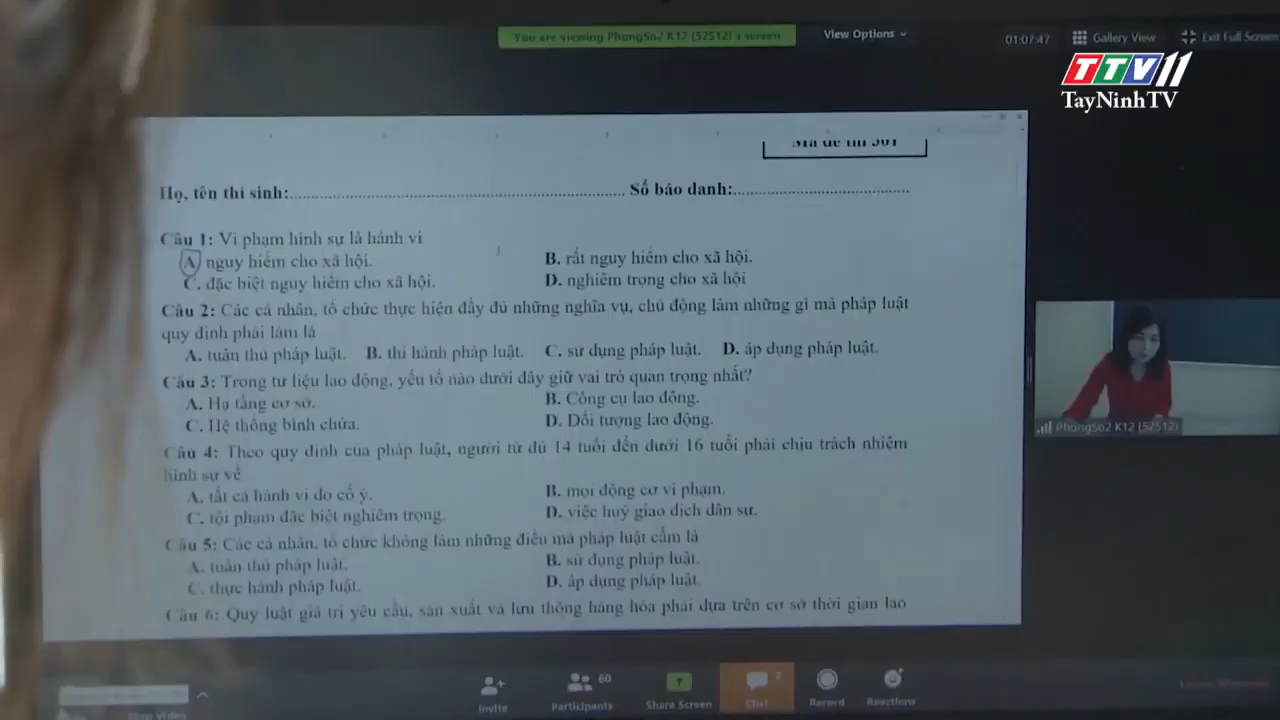 You are viewing PhongSo2 K12 (52512)'s screen
View Options
01:07:47
Gallery View
Exit Full Screen
TTV11
TayNinhTV
Mã đề thi 301
Họ, tên thí sinh:
Số báo danh:
Câu 1: Vi phạm hình sự là hành vi
A. nguy hiểm cho xã hội.
B. rất nguy hiểm cho xã hội.
C. đặc biệt nguy hiểm cho xã hội.
D. nghiêm trọng cho xã hội
Câu 2: Các cá nhân, tổ chức thực hiện đầy đủ những nghĩa vụ, chủ động làm những gì mà pháp luật
quy định phải làm là
A. tuân thủ pháp luật. B. thi hành pháp luật. C. sử dụng pháp luật. D. áp dụng pháp luật.
Câu 3: Trong tư liệu lao động, yếu tố nào dưới đây giữ vai trò quan trọng nhất?
A. Hạ tầng cơ sở.
B. Công cụ lao động.
C. Hệ thống bình chứa.
D. Đối tượng lao động.
Câu 4: Theo quy định của pháp luật, người từ đủ 14 tuổi đến dưới 16 tuổi phải chịu trách nhiệm
hình sự về
A. tất cả hành vi do cố ý.
B. mọi động cơ vi phạm.
C. tội phạm đặc biệt nghiêm trọng.
D. việc huỷ giao dịch dân sự.
Câu 5: Các cá nhân, tổ chức không làm những điều mà pháp luật cấm là
A. tuân thủ pháp luật.
B. sử dụng pháp luật.
C. thực hành pháp luật.
D. áp dụng pháp luật
Câu 6: Quy luật giá trị yêu cầu, sản xuất và lưu thông hàng hóa phải dựa trên cơ sở thời gian lao
PhongSo2 K12 (52512)
Stop Video
Invite
60
Participants
Share Screen
2
Chat
Record
Reactions